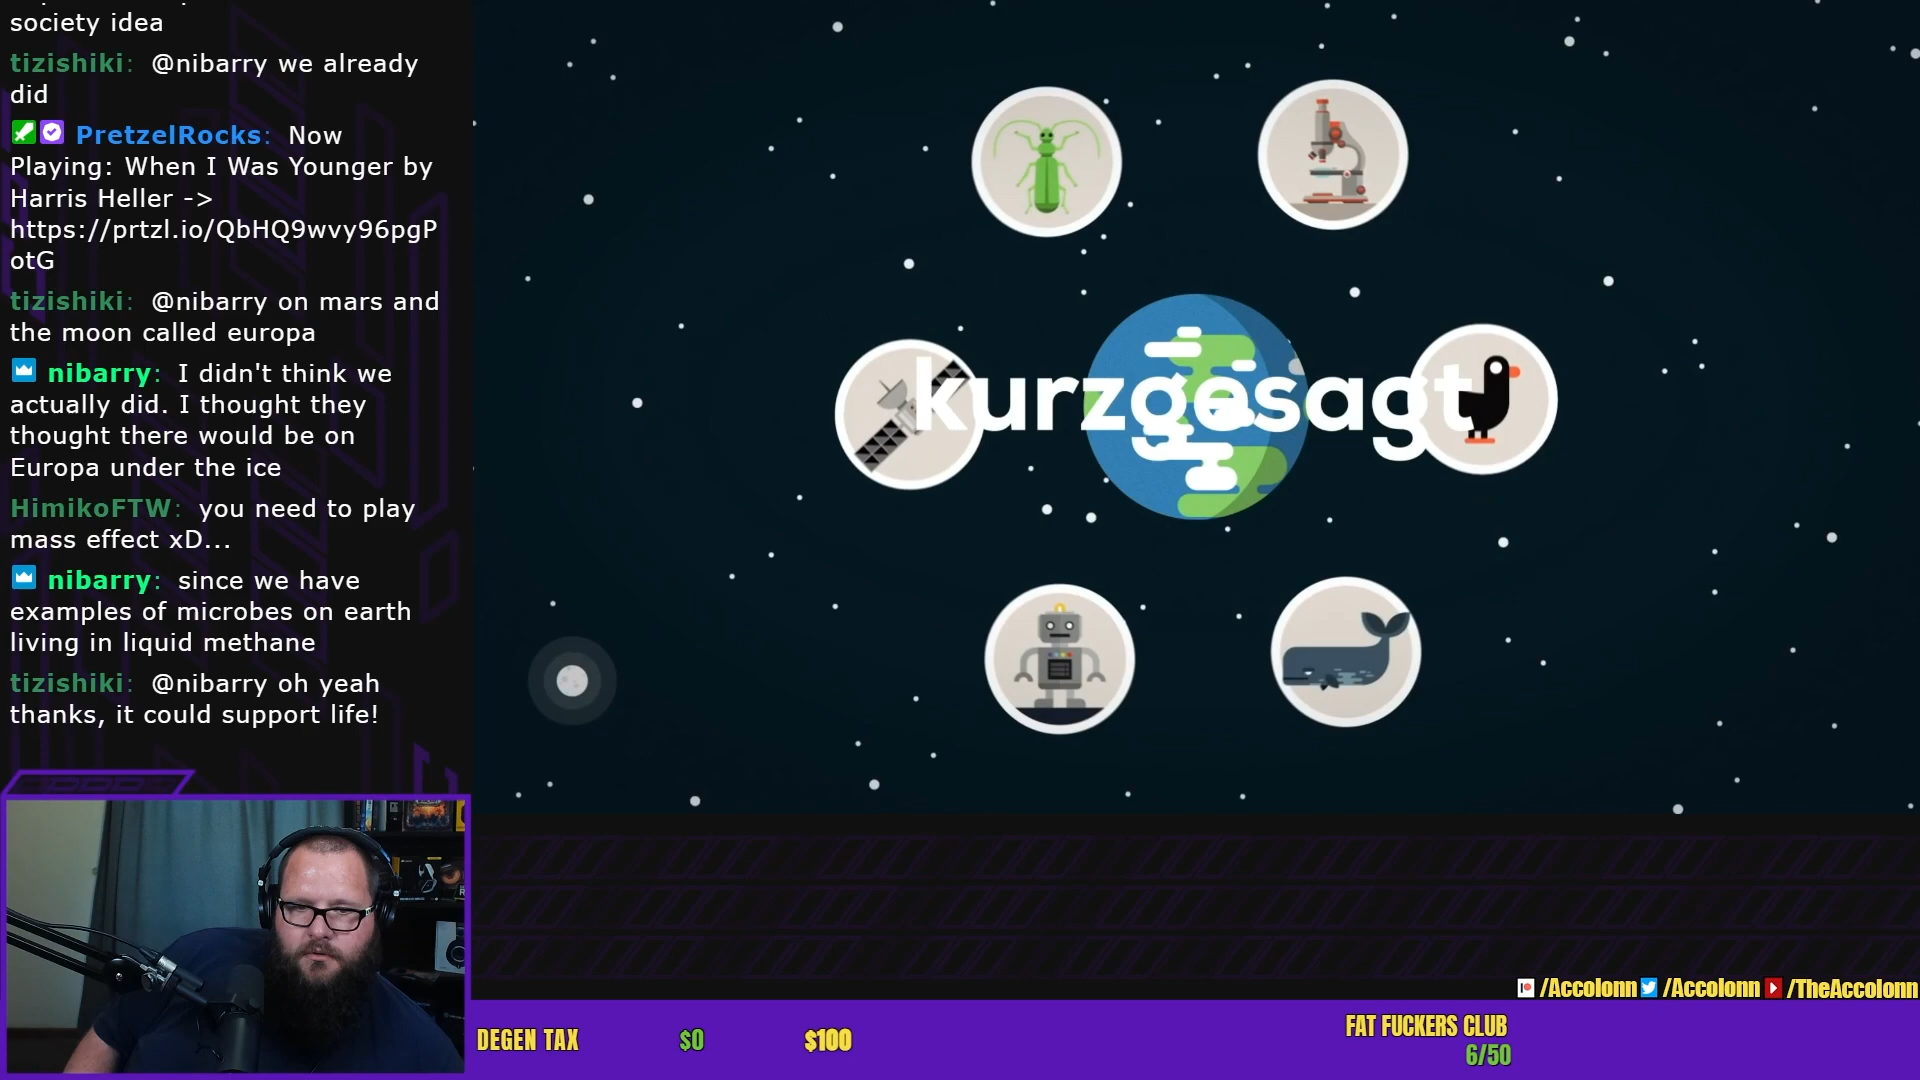 society idea
tizishiki: @nibarry we already
did
PretzelRocks: Now
Playing: When I Was Younger by
Harris Heller ->
https://prtzl.io/QbHQ9wvy96pgP
otG
tizishiki: @nibarry on mars and
the moon called europa
nibarry: I didn't think we
actually did. I thought they
thought there would be on
Europa under the ice
HimikoFTW: you need to play
mass effect xD...
nibarry: since we have
examples of microbes on earth
living in liquid methane
tizishiki: @nibarry oh yeah
thanks, it could support life!
kurzgesagt
/Accolonn /Accolonn /TheAccolonn
DEGEN TAX $0 $100
FAT FUCKERS CLUB
6/50